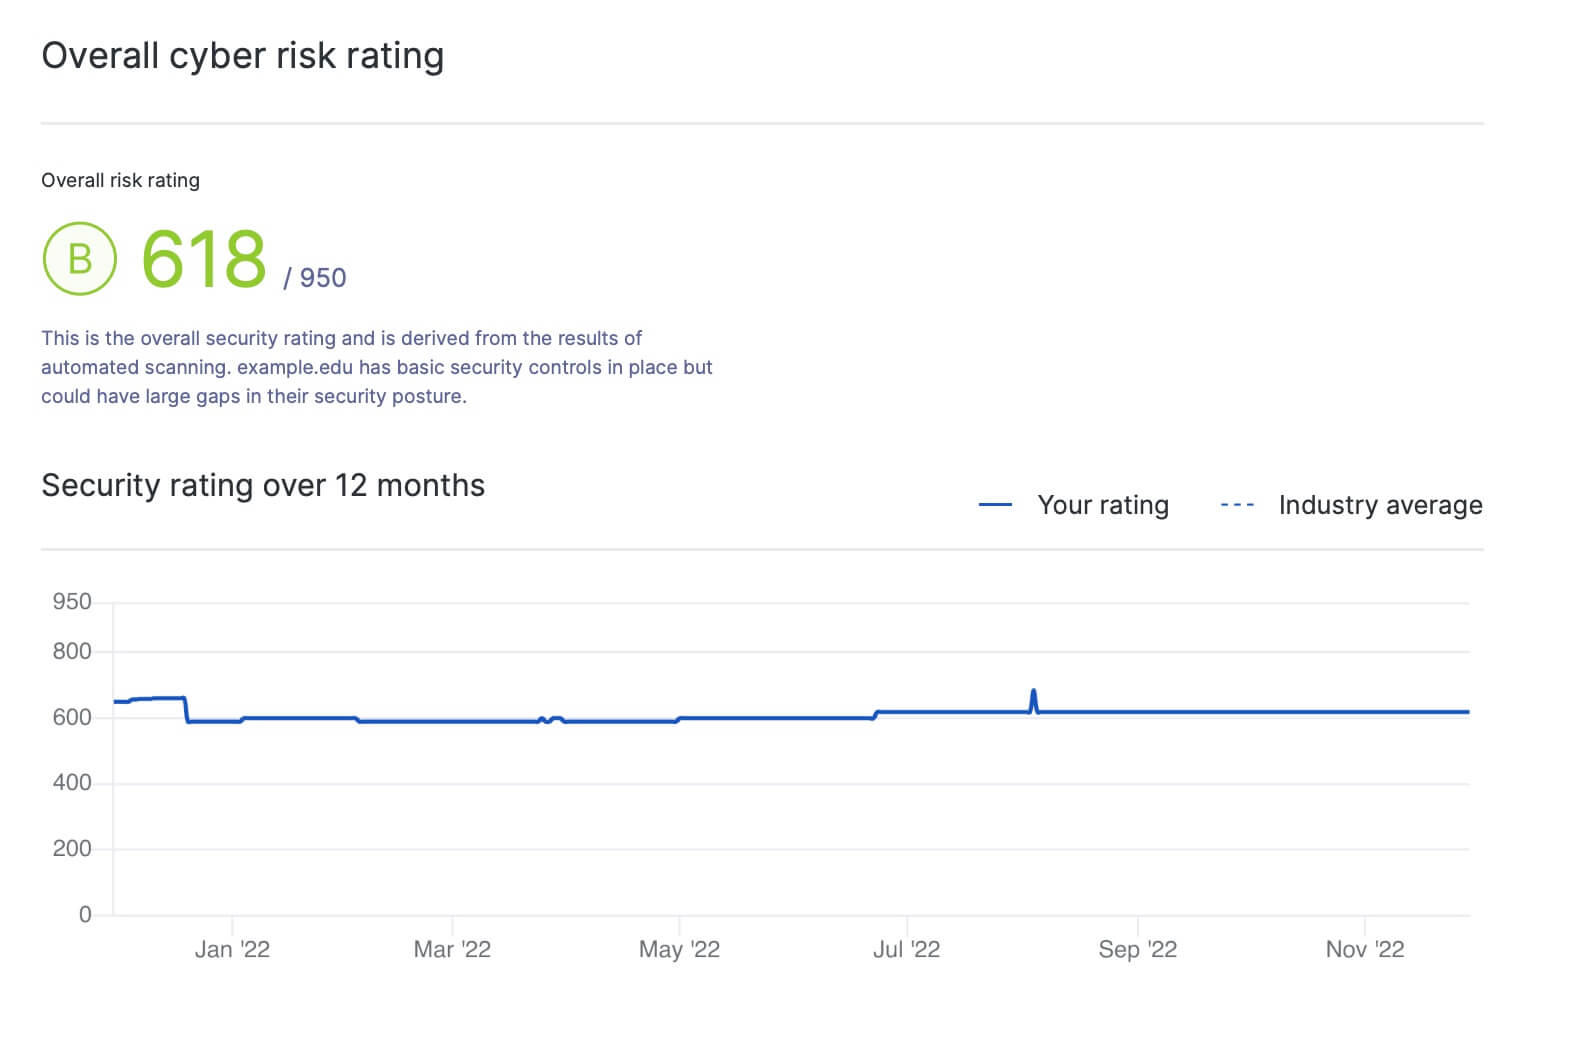 Overall cyber risk rating
Overall risk rating
B 618 / 950
This is the overall security rating and is derived from the results of
automated scanning. example.edu has basic security controls in place but
could have large gaps in their security posture.
Security rating over 12 months
Your rating Industry average
950
800
600
400
200
0
Jan '22 Mar '22 May '22 Jul '22 Sep '22 Nov '22